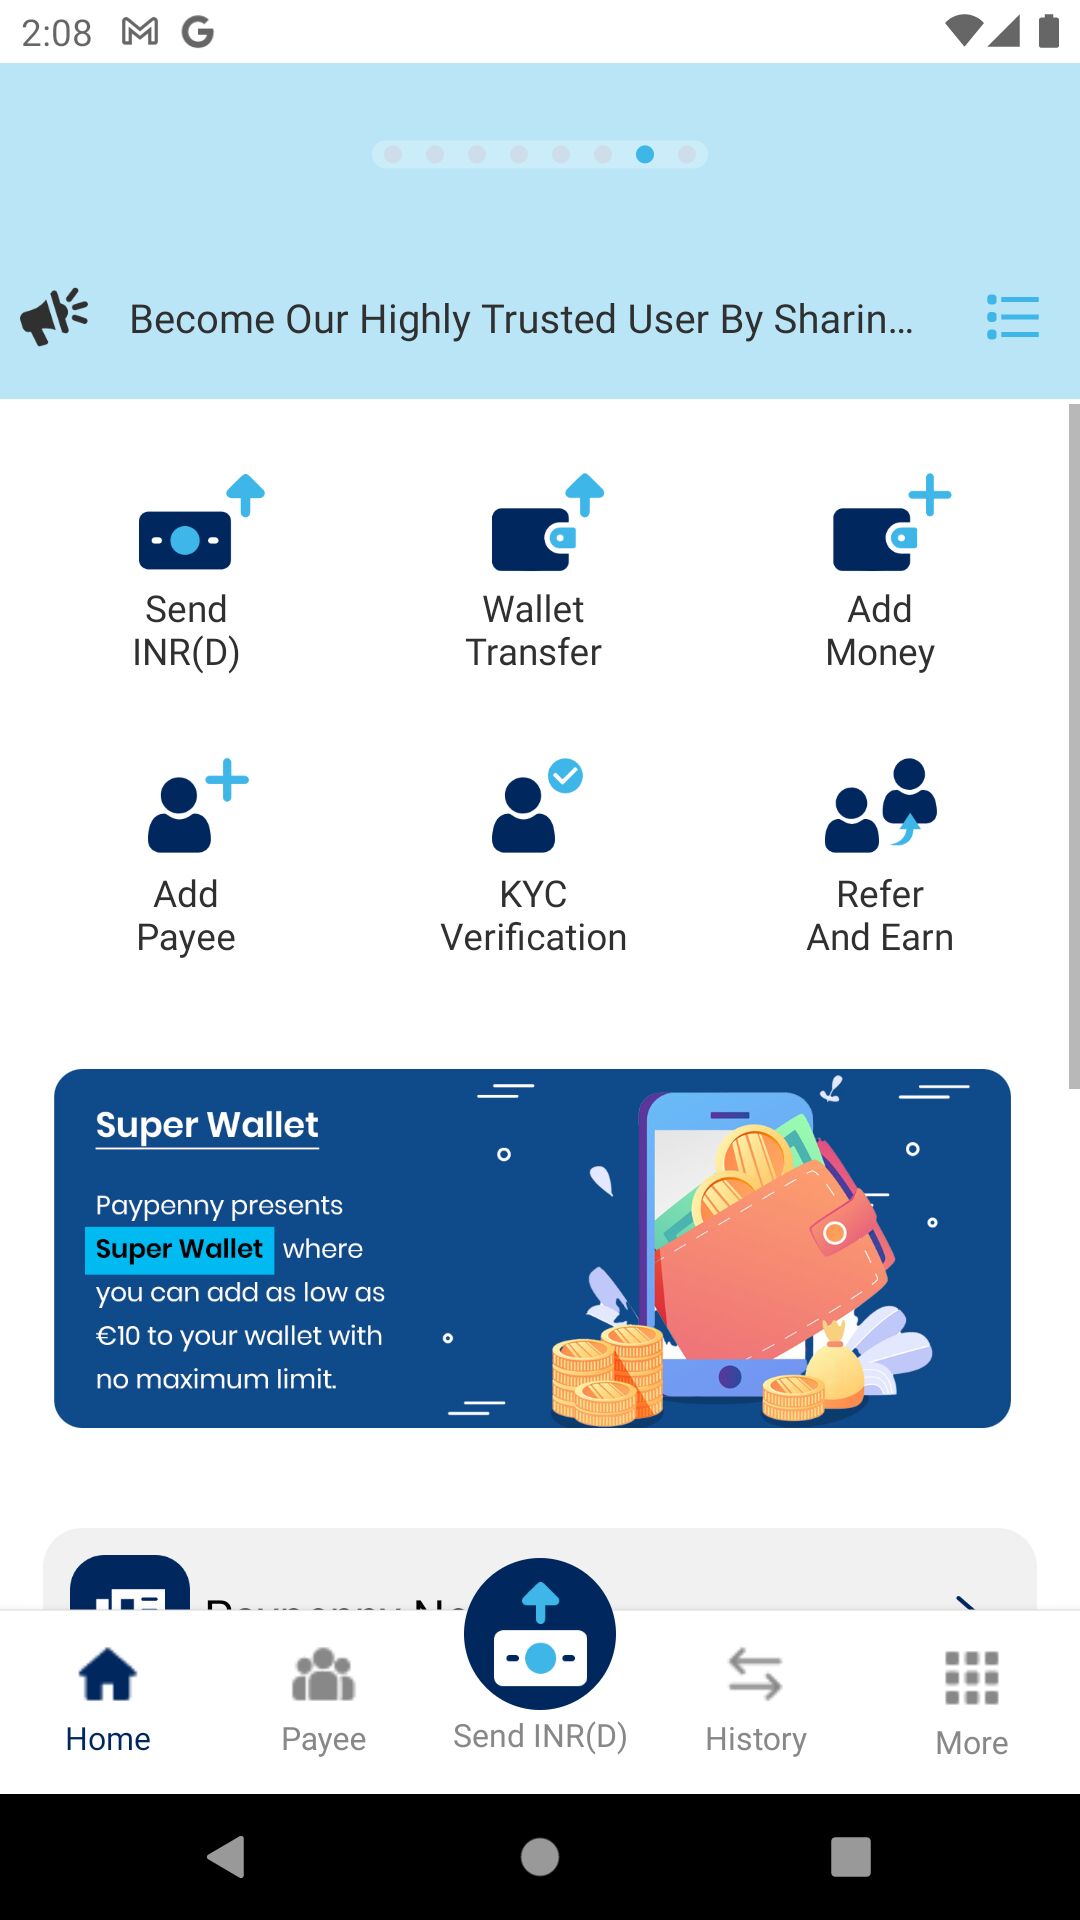 2:08
Become Our Highly Trusted User By Sharin...
Send
INR(D)
Wallet
Transfer
Add
Money
Add
Payee
KYC
Verification
Refer
And Earn
Super Wallet
Paypenny presents
Super Wallet where
you can add as low as
€10 to your wallet with
no maximum limit.
Home
Payee
Send INR(D)
History
More